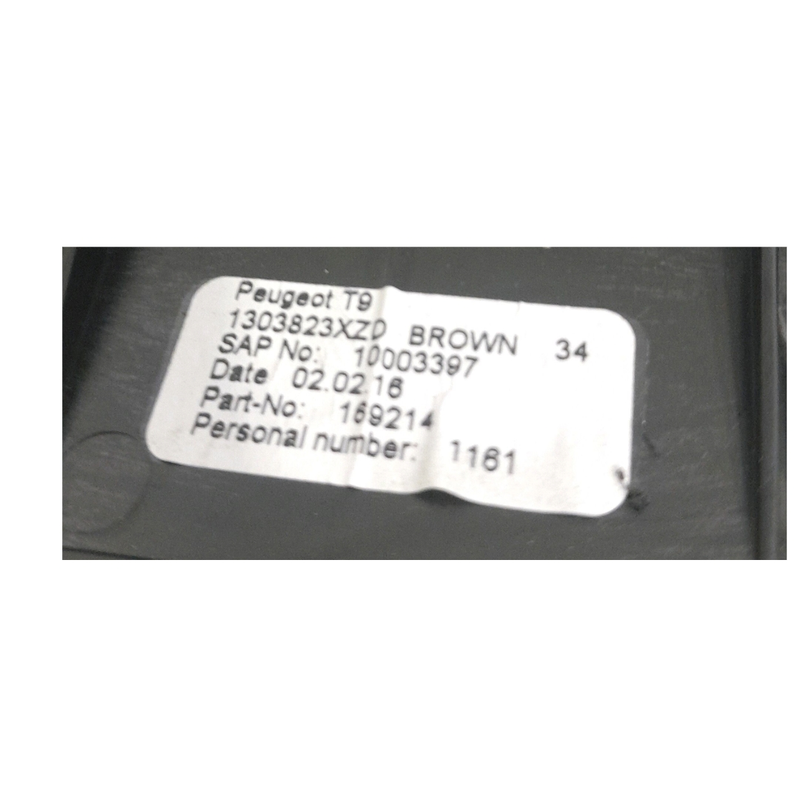 Peugeot T9
1303823XZD BROWN 34
SAP No: 10003397
Date 02.02.16
Part-No: 169214
Personal number: 1161